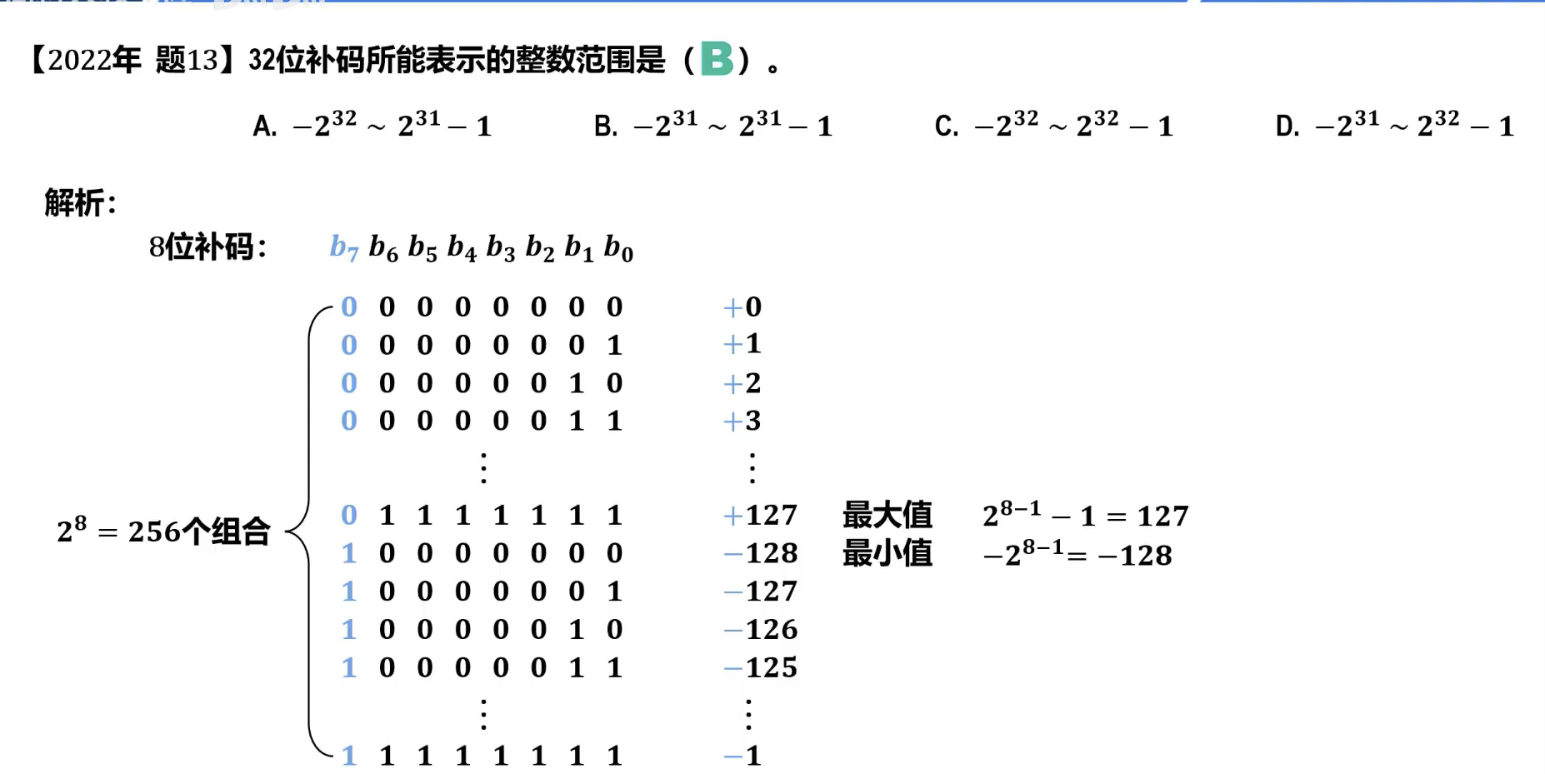 【2022年 题13】32位补码所能表示的整数范围是（B）。
A. −2³² ~ 2³¹ − 1 B. −2³¹ ~ 2³¹ − 1 C. −2³² ~ 2³² − 1 D. −2³¹ ~ 2³² − 1
解析：
8位补码： b₇ b₆ b₅ b₄ b₃ b₂ b₁ b₀
0 0 0 0 0 0 0 0 +0
0 0 0 0 0 0 0 1 +1
0 0 0 0 0 0 1 0 +2
0 0 0 0 0 0 1 1 +3
⋮ ⋮
0 1 1 1 1 1 1 1 +127 最大值 2⁸⁻¹ − 1 = 127
2⁸ = 256个组合
1 0 0 0 0 0 0 0 −128 最小值 −2⁸⁻¹= −128
1 0 0 0 0 0 0 1 −127
1 0 0 0 0 0 1 0 −126
1 0 0 0 0 0 1 1 −125
⋮ ⋮
1 1 1 1 1 1 1 1 −1